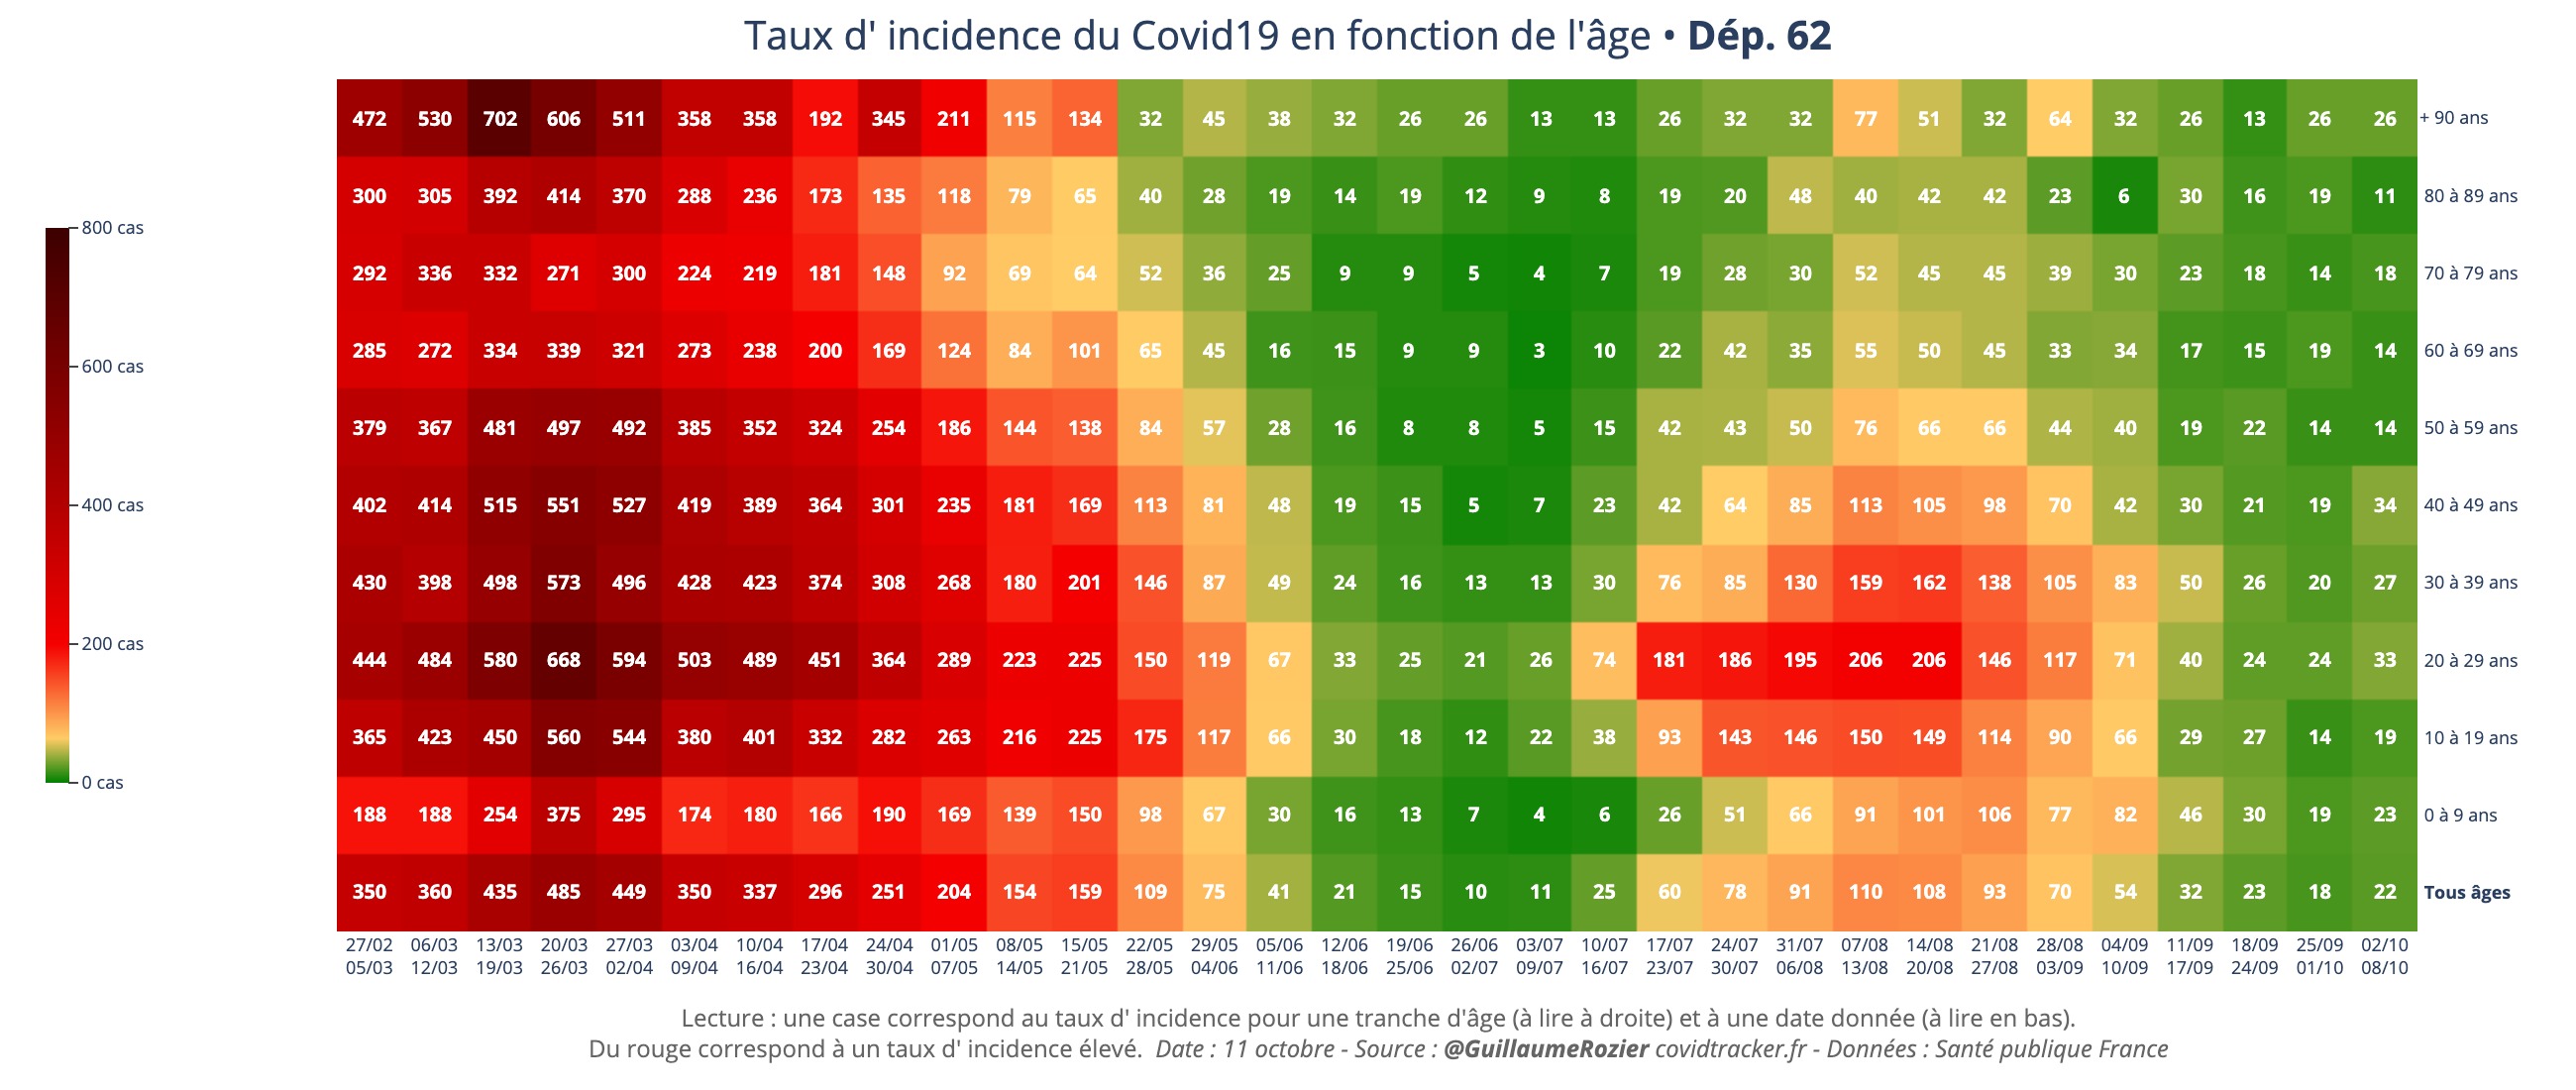 Taux d' incidence du Covid19 en fonction de l'âge • Dép. 62
800 cas
600 cas
400 cas
200 cas
0 cas
472 530 702 606 511 358 358 192 345 211 115 134 32 45 38 32 26 26 13 13 26 32 32 77 51 32 64 32 26 13 26 26 + 90 ans
300 305 392 414 370 288 236 173 135 118 79 65 40 28 19 14 19 12 9 8 19 20 48 40 42 42 23 6 30 16 19 11 80 à 89 ans
292 336 332 271 300 224 219 181 148 92 69 64 52 36 25 9 9 5 4 7 19 28 30 52 45 45 39 30 23 18 14 18 70 à 79 ans
285 272 334 339 321 273 238 200 169 124 84 101 65 45 16 15 9 9 3 10 22 42 35 55 50 45 33 34 17 15 19 14 60 à 69 ans
379 367 481 497 492 385 352 324 254 186 144 138 84 57 28 16 8 8 5 15 42 43 50 76 66 66 44 40 19 22 14 14 50 à 59 ans
402 414 515 551 527 419 389 364 301 235 181 169 113 81 48 19 15 5 7 23 42 64 85 113 105 98 70 42 30 21 19 34 40 à 49 ans
430 398 498 573 496 428 423 374 308 268 180 201 146 87 49 24 16 13 13 30 76 85 130 159 162 138 105 83 50 26 20 27 30 à 39 ans
444 484 580 668 594 503 489 451 364 289 223 225 150 119 67 33 25 21 26 74 181 186 195 206 206 146 117 71 40 24 24 33 20 à 29 ans
365 423 450 560 544 380 401 332 282 263 216 225 175 117 66 30 18 12 22 38 93 143 146 150 149 114 90 66 29 27 14 19 10 à 19 ans
188 188 254 375 295 174 180 166 190 169 139 150 98 67 30 16 13 7 4 6 26 51 66 91 101 106 77 82 46 30 19 23 0 à 9 ans
350 360 435 485 449 350 337 296 251 204 154 159 109 75 41 21 15 10 11 25 60 78 91 110 108 93 70 54 32 23 18 22 Tous âges
27/02 06/03 13/03 20/03 27/03 03/04 10/04 17/04 24/04 01/05 08/05 15/05 22/05 29/05 05/06 12/06 19/06 26/06 03/07 10/07 17/07 24/07 31/07 07/08 14/08 21/08 28/08 04/09 11/09 18/09 25/09 02/10
05/03 12/03 19/03 26/03 02/04 09/04 16/04 23/04 30/04 07/05 14/05 21/05 28/05 04/06 11/06 18/06 25/06 02/07 09/07 16/07 23/07 30/07 06/08 13/08 20/08 27/08 03/09 10/09 17/09 24/09 01/10 08/10
Lecture : une case correspond au taux d' incidence pour une tranche d'âge (à lire à droite) et à une date donnée (à lire en bas).
Du rouge correspond à un taux d' incidence élevé. Date : 11 octobre - Source : @GuillaumeRozier covidtracker.fr - Données : Santé publique France